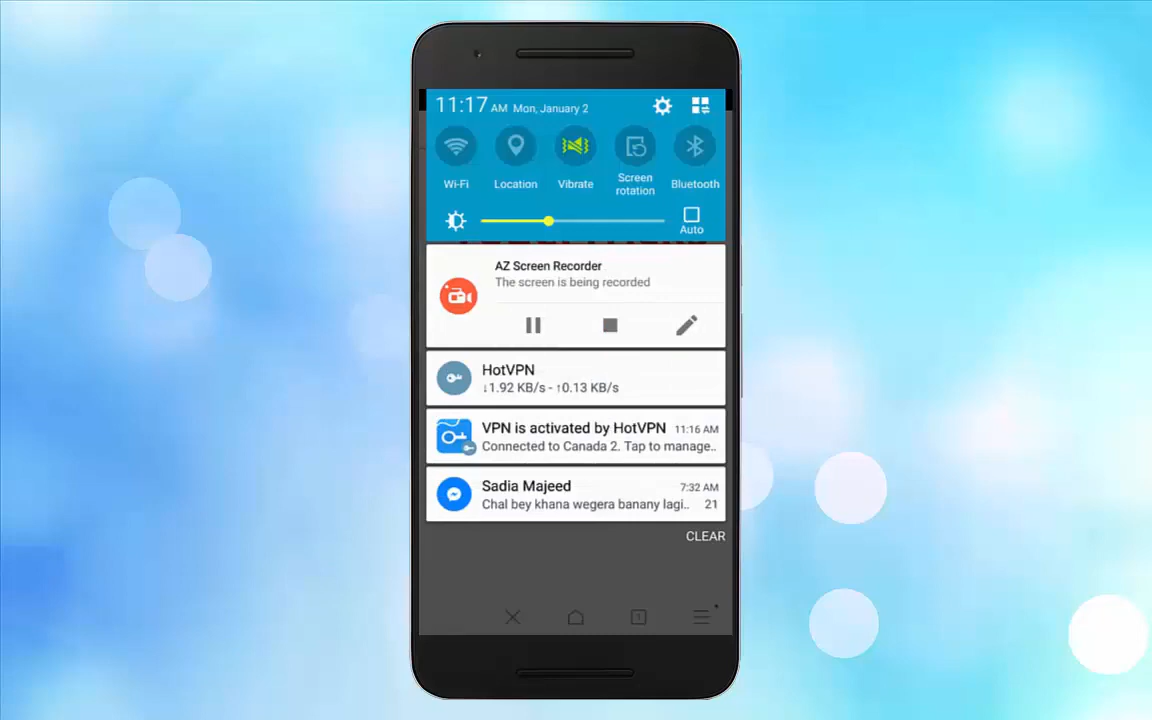 11:17 AM Mon, January 2
Wi-Fi Location Vibrate Screen rotation Bluetooth
Auto
AZ Screen Recorder
The screen is being recorded
HotVPN
↓1.92 KB/s - ↑0.13 KB/s
VPN is activated by HotVPN 11:16 AM
Connected to Canada 2. Tap to manage..
Sadia Majeed 7:32 AM
Chal bey khana wegera banany lagi.. 21
CLEAR
1